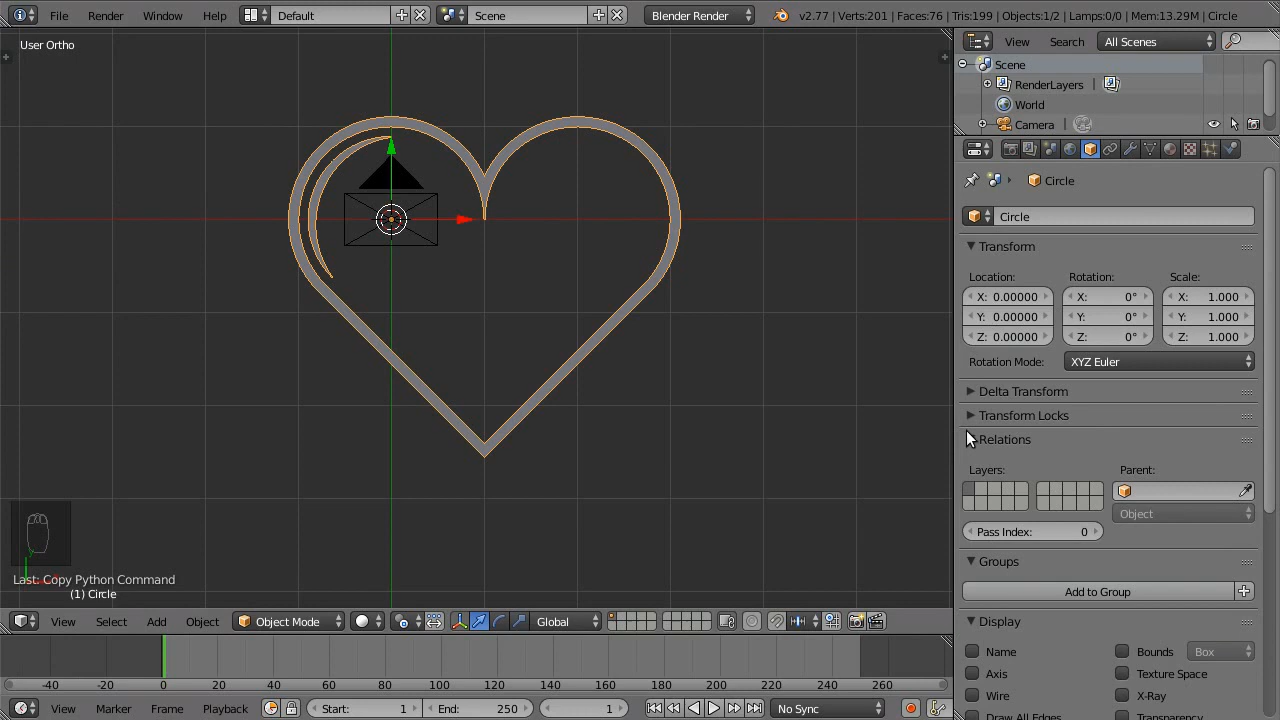 File Render Window Help Default Scene Blender Render v2.77 | Verts:201 | Faces:76 | Tris:199 | Objects:1/2 | Lamps:0/0 | Mem:13.29M | Circle
User Ortho
View Search All Scenes
Scene
RenderLayers
World
Camera
Circle
Circle
Transform
Location: Rotation: Scale:
X: 0.00000 X: 0° X: 1.000
Y: 0.00000 Y: 0° Y: 1.000
Z: 0.00000 Z: 0° Z: 1.000
Rotation Mode: XYZ Euler
Delta Transform
Transform Locks
Relations
Layers: Parent:
Object
Pass Index: 0
Groups
Add to Group
Display
Name Bounds Box
Axis Texture Space
Wire X-Ray
Draw All Edges Transparency
Last: Copy Python Command
(1) Circle
View Select Add Object Object Mode Global
-40 -20 0 20 40 60 80 100 120 140 160 180 200 220 240 260
View Marker Frame Playback Start: 1 End: 250 1 No Sync